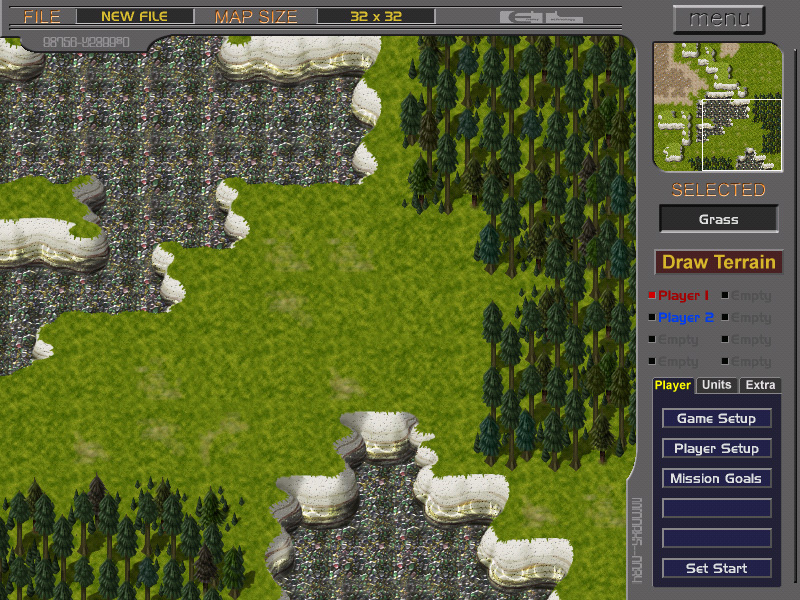 FILE NEW FILE MAP SIZE 32 x 32
menu
SELECTED
Grass
Draw Terrain
Player 1 Empty
Player 2 Empty
Empty Empty
Empty Empty
Player Units Extra
Game Setup
Player Setup
Mission Goals
Set Start